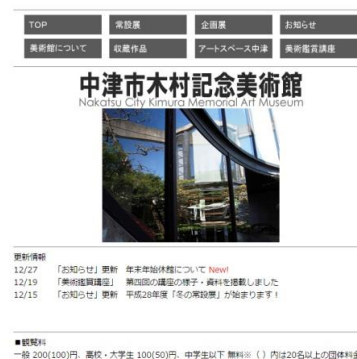 TOP 常設展 企画展 お知らせ
美術館について 収蔵作品 アートスペース中津 美術鑑賞講座
中津市木村記念美術館
Nakatsu City Kimura Memorial Art Museum
更新情報
12/27 「お知らせ」更新 年末年始休館について New!
12/19 「美術鑑賞講座」 第四回の講座の様子・資料を掲載しました
12/15 「お知らせ」更新 平成28年度「冬の常設展」が始まります！
■観覧料
一般 200(100)円、高校・大学生 100(50)円、中学生以下 無料※（ ）内は20名以上の団体料金